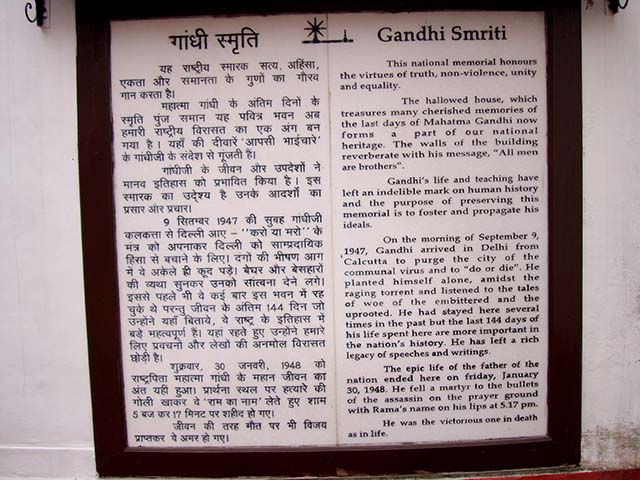 गांधी स्मृति
यह राष्ट्रीय स्मारक सत्य, अहिंसा,
एकता और समानता के गुणों का गौरव
गान करता है।
महात्मा गांधी के अंतिम दिनों के
स्मृति पुंज समान यह पवित्र भवन अब
हमारी राष्ट्रीय विरासत का एक अंग बन
गया है। यहाँ की दीवारें 'आपसी भाईचारे'
के गांधीजी के संदेश से गूंजती हैं।
गांधीजी के जीवन और उपदेशों ने
मानव इतिहास को प्रभावित किया है। इस
स्मारक का उद्देश्य है उनके आदर्शों का
प्रसार और प्रचार।
9 सितम्बर 1947 की सुबह गांधीजी
कलकत्ता से दिल्ली आए - ''करो या मरो'' के
मंत्र को अपनाकर दिल्ली को साम्प्रदायिक
हिंसा से बचाने के लिए। दंगों की भीषण आग
में वे अकेले ही कूद पड़े। बेघर और बेसहारों
की व्यथा सुनकर उनको सांत्वना देने लगे।
इससे पहले भी वे कई बार इस भवन में रह
चुके थे परन्तु जीवन के अंतिम 144 दिन जो
उन्होंने यहाँ बिताये, वे राष्ट्र के इतिहास में
बड़े महत्वपूर्ण हैं। यहां रहते हुए उन्होंने हमारे
लिए प्रवचनों और लेखों की अनमोल विरासत
छोड़ी है।
शुक्रवार, 30 जनवरी, 1948 को
राष्ट्रपिता महात्मा गांधी के महान जीवन का
अंत यहीं हुआ। प्रार्थना स्थल पर हत्यारे की
गोली खाकर वे 'राम का नाम' लेते हुए शाम
5 बज कर 17 मिनट पर शहीद हो गए।
जीवन की तरह मौत पर भी विजय
प्राप्तकर वे अमर हो गए।
Gandhi Smriti
This national memorial honours
the virtues of truth, non-violence, unity
and equality.
The hallowed house, which
treasures many cherished memories of
the last days of Mahatma Gandhi now
forms a part of our national
heritage. The walls of the building
reverberate with his message, "All men
are brothers".
Gandhi's life and teaching have
left an indelible mark on human history
and the purpose of preserving this
memorial is to foster and propagate his
ideals.
On the morning of September 9,
1947, Gandhi arrived in Delhi from
Calcutta to purge the city of the
communal virus and to "do or die". He
planted himself alone, amidst the
raging torrent and listened to the tales
of woe of the embittered and the
uprooted. He had stayed here several
times in the past but the last 144 days of
his life spent here are more important in
the nation's history. He has left a rich
legacy of speeches and writings.
The epic life of the father of the
nation ended here on friday, January
30, 1948. He fell a martyr to the bullets
of the assassin on the prayer ground
with Rama's name on his lips at 5.17 pm.
He was the victorious one in death
as in life.